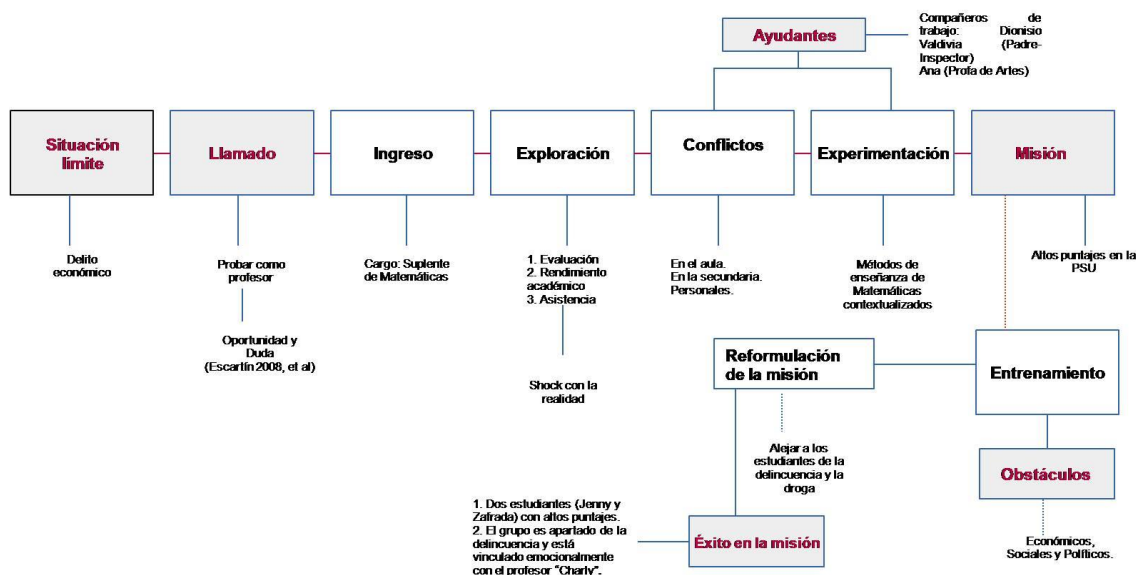 Ayudantes
Compañeros de
trabajo: Dionisio
Valdivia (Padre-
Inspector)
Ana (Profa de Artes)
Situación
límite
Llamado
Ingreso
Exploración
Conflictos
Experimentación
Misión
Delito
económico
Probar como
profesor
Oportunidad y
Duda
(Escartín 2008, et al)
Cargo: Suplente
de Matemáticas
1. Evaluación
2. Rendimiento
académico
3. Asistencia
Shock con la
realidad
En el aula.
En la secundaria.
Personales.
Métodos de
enseñanza de
Matemáticas
contextualizados
Altos puntajes en la
PSU
Reformulación
de la misión
Entrenamiento
Alejar a los
estudiantes de la
delincuencia y la
droga
Obstáculos
Económicos,
Sociales y Políticos.
1. Dos estudiantes (Jenny y
Zafrada) con altos puntajes.
2. El grupo es apartado de la
delincuencia y está
vinculado emocionalmente
con el profesor “Charly”.
Éxito en la misión